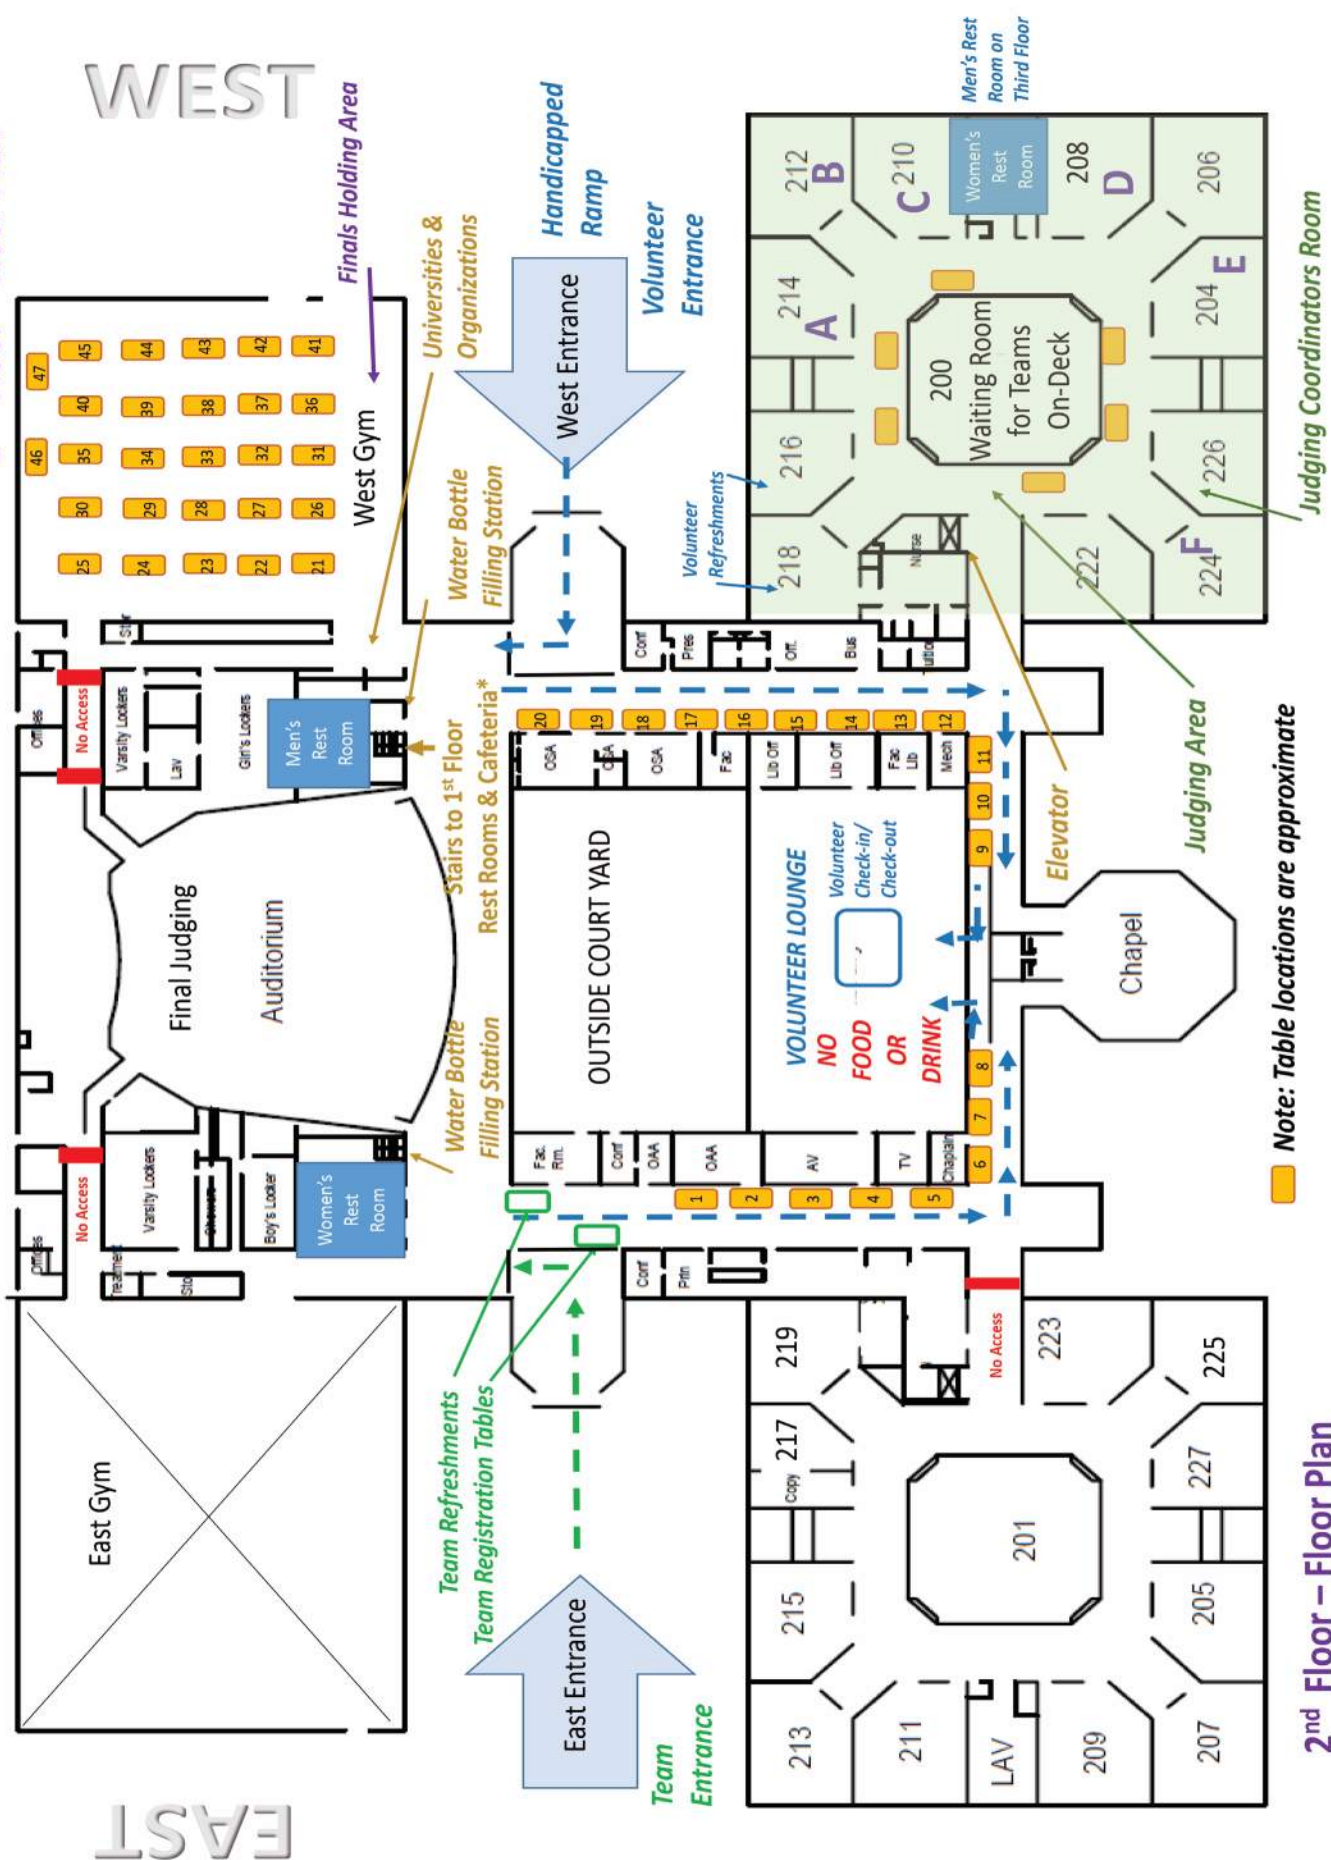 WEST
EAST
Finals Holding Area
Universities &
Organizations
Handicapped
Ramp
West Entrance
Volunteer
Entrance
Men's Rest
Room on
Third Floor
47
46
45
44
43
42
41
40
39
38
37
36
35
34
33
32
31
30
29
28
27
26
25
24
23
22
21
West Gym
Water Bottle
Filling Station
Volunteer
Refreshments
212
B
210
C
Women's
Rest
Room
208
D
206
214
A
204
E
200
Waiting Room
for Teams
On-Deck
216
226
218
Nurse
222
224
F
Judging Coordinators Room
Judging Area
Elevator
Offices
No Access
Stor
Varsity Lockers
Lav
Girl's Lockers
Men's
Rest
Room
Stairs to 1st Floor
Rest Rooms & Cafeteria*
Conf
Pres
Off.
Bus
Tuition
20
19
18
17
16
15
14
13
12
11
10
9
OSA
OSA
OSA
Fac
Lib Off
Lib Off
Fac
Lib
Mech
Final Judging
Auditorium
OUTSIDE COURT YARD
VOLUNTEER LOUNGE
NO
FOOD
OR
DRINK
Volunteer
Check-in/
Check-out
Chapel
Water Bottle
Filling Station
Offices
No Access
Varsity Lockers
Showers
Boy's Locker
Treatment
Sto
Women's
Rest
Room
Fac.
Rm.
Conf
OAA
OAA
AV
TV
Chaplain
1
2
3
4
5
6
7
8
Conf
Prin
No Access
East Gym
Team Refreshments
Team Registration Tables
East Entrance
Team
Entrance
219
217
Copy
215
213
211
LAV
209
207
205
201
227
225
223
Note: Table locations are approximate
2nd Floor – Floor Plan